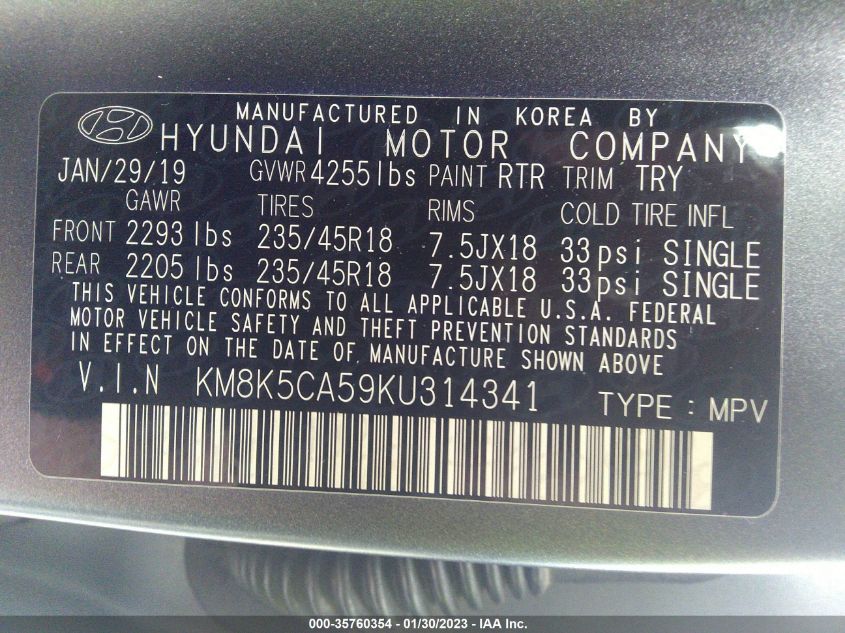 MANUFACTURED IN KOREA BY
HYUNDAI MOTOR COMPANY
JAN/29/19 GVWR 4255 lbs PAINT RTR TRIM TRY
GAWR TIRES RIMS COLD TIRE INFL
FRONT 2293 lbs 235/45R18 7.5JX18 33psi SINGLE
REAR 2205 lbs 235/45R18 7.5JX18 33psi SINGLE
THIS VEHICLE CONFORMS TO ALL APPLICABLE U.S.A. FEDERAL
MOTOR VEHICLE SAFETY AND THEFT PREVENTION STANDARDS
IN EFFECT ON THE DATE OF MANUFACTURE SHOWN ABOVE
V.I.N KM8K5CA59KU314341 TYPE : MPV
000-35760354 — 01/30/2023 — IAA Inc.